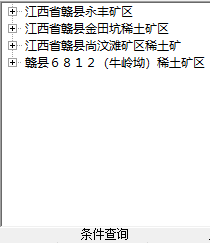 江西省赣县永丰矿区
江西省赣县金田坑稀土矿区
江西省赣县尚汶滩矿区稀土矿
赣县６８１２（牛岭坳）稀土矿区
条件查询